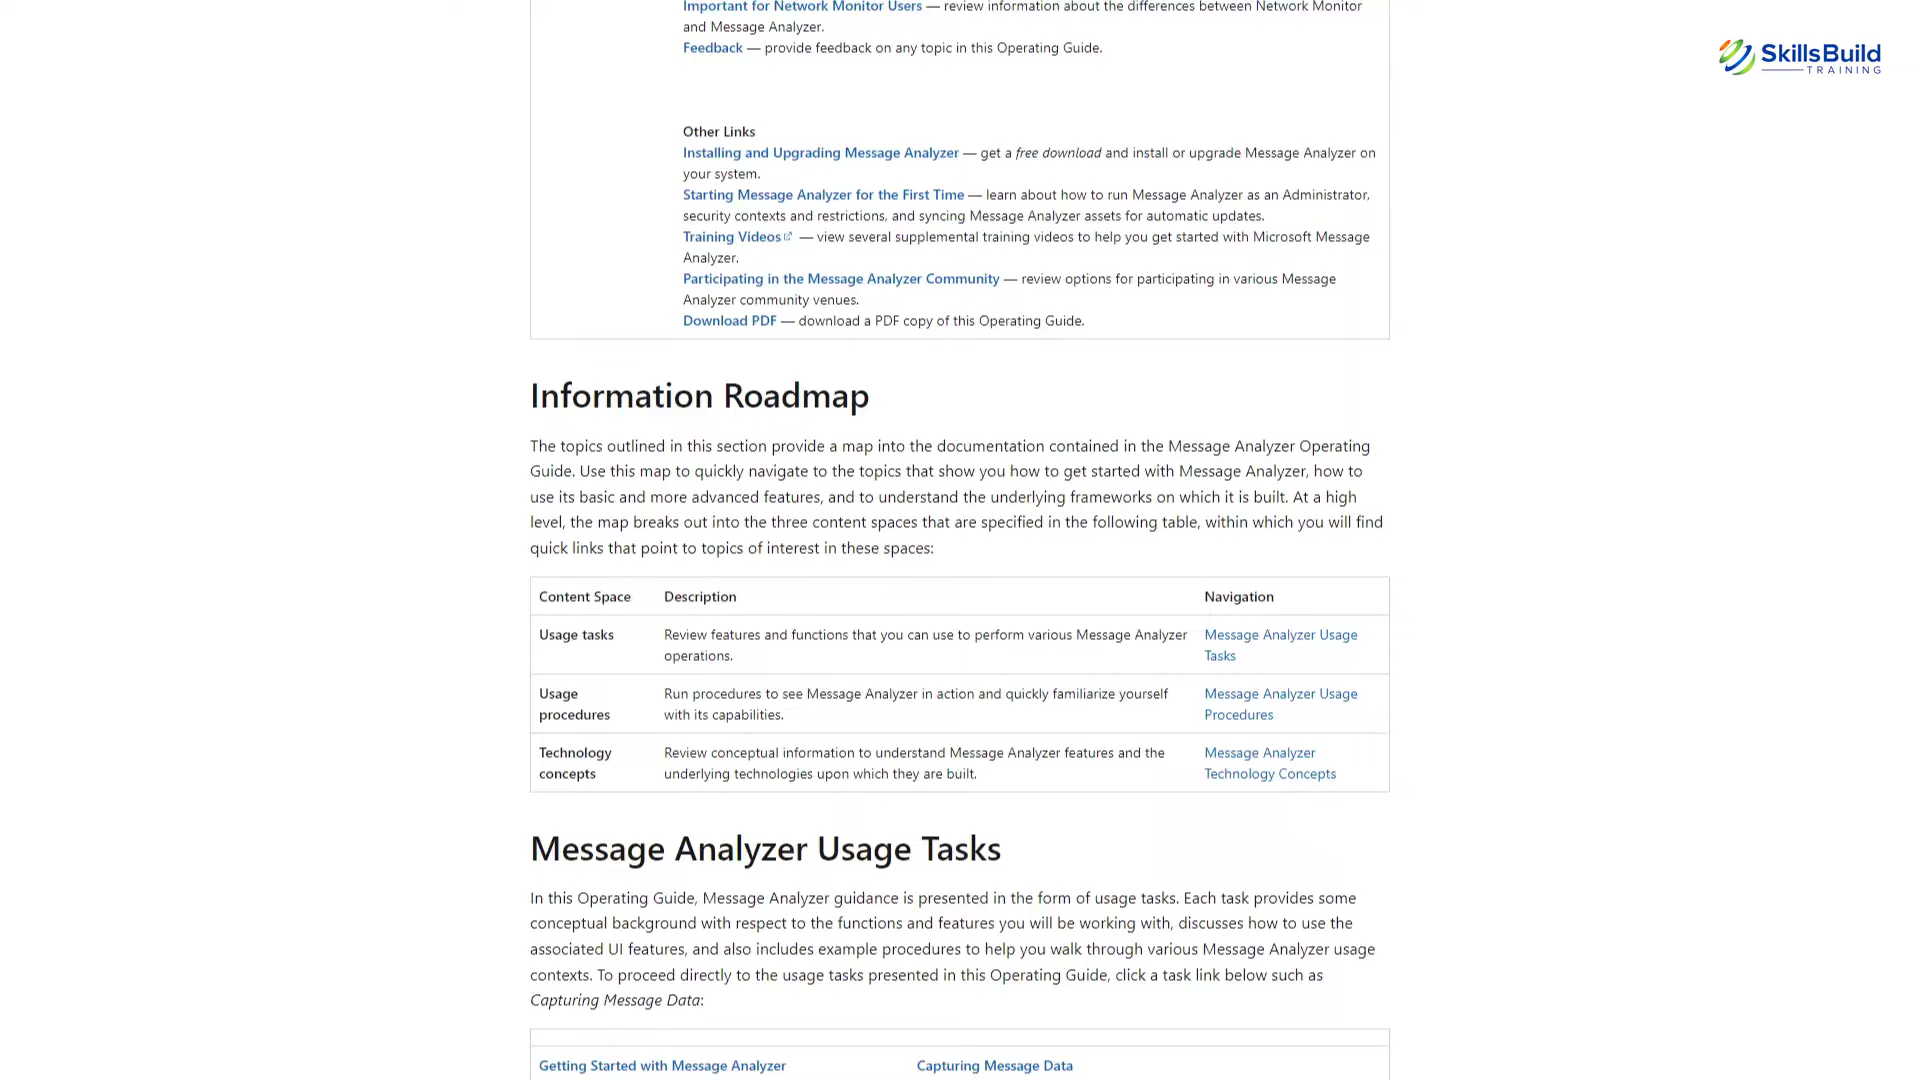 Important for Network Monitor Users — review information about the differences between Network Monitor
and Message Analyzer.
Feedback — provide feedback on any topic in this Operating Guide.
SkillsBuild
TRAINING
Other Links
Installing and Upgrading Message Analyzer — get a free download and install or upgrade Message Analyzer on
your system.
Starting Message Analyzer for the First Time — learn about how to run Message Analyzer as an Administrator,
security contexts and restrictions, and syncing Message Analyzer assets for automatic updates.
Training Videos — view several supplemental training videos to help you get started with Microsoft Message
Analyzer.
Participating in the Message Analyzer Community — review options for participating in various Message
Analyzer community venues.
Download PDF — download a PDF copy of this Operating Guide.
Information Roadmap
The topics outlined in this section provide a map into the documentation contained in the Message Analyzer Operating
Guide. Use this map to quickly navigate to the topics that show you how to get started with Message Analyzer, how to
use its basic and more advanced features, and to understand the underlying frameworks on which it is built. At a high
level, the map breaks out into the three content spaces that are specified in the following table, within which you will find
quick links that point to topics of interest in these spaces:
Content Space Description Navigation
Usage tasks Review features and functions that you can use to perform various Message Analyzer Message Analyzer Usage
operations. Tasks
Usage Run procedures to see Message Analyzer in action and quickly familiarize yourself Message Analyzer Usage
procedures with its capabilities. Procedures
Technology Review conceptual information to understand Message Analyzer features and the Message Analyzer
concepts underlying technologies upon which they are built. Technology Concepts
Message Analyzer Usage Tasks
In this Operating Guide, Message Analyzer guidance is presented in the form of usage tasks. Each task provides some
conceptual background with respect to the functions and features you will be working with, discusses how to use the
associated UI features, and also includes example procedures to help you walk through various Message Analyzer usage
contexts. To proceed directly to the usage tasks presented in this Operating Guide, click a task link below such as
Capturing Message Data:
Getting Started with Message Analyzer Capturing Message Data